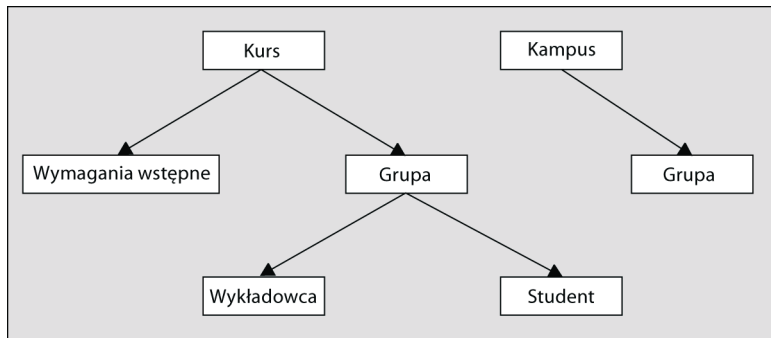 Kurs
Kampus
Wymagania wstępne
Grupa
Grupa
Wykładowca
Student